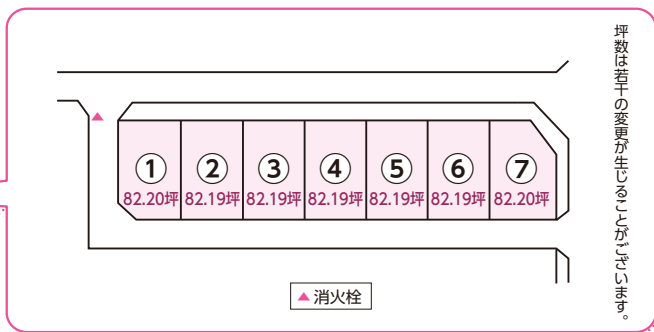 坪数は若干の変更が生じることがございます。
① ② ③ ④ ⑤ ⑥ ⑦
82.20坪 82.19坪 82.19坪 82.19坪 82.19坪 82.19坪 82.20坪
▲消火栓